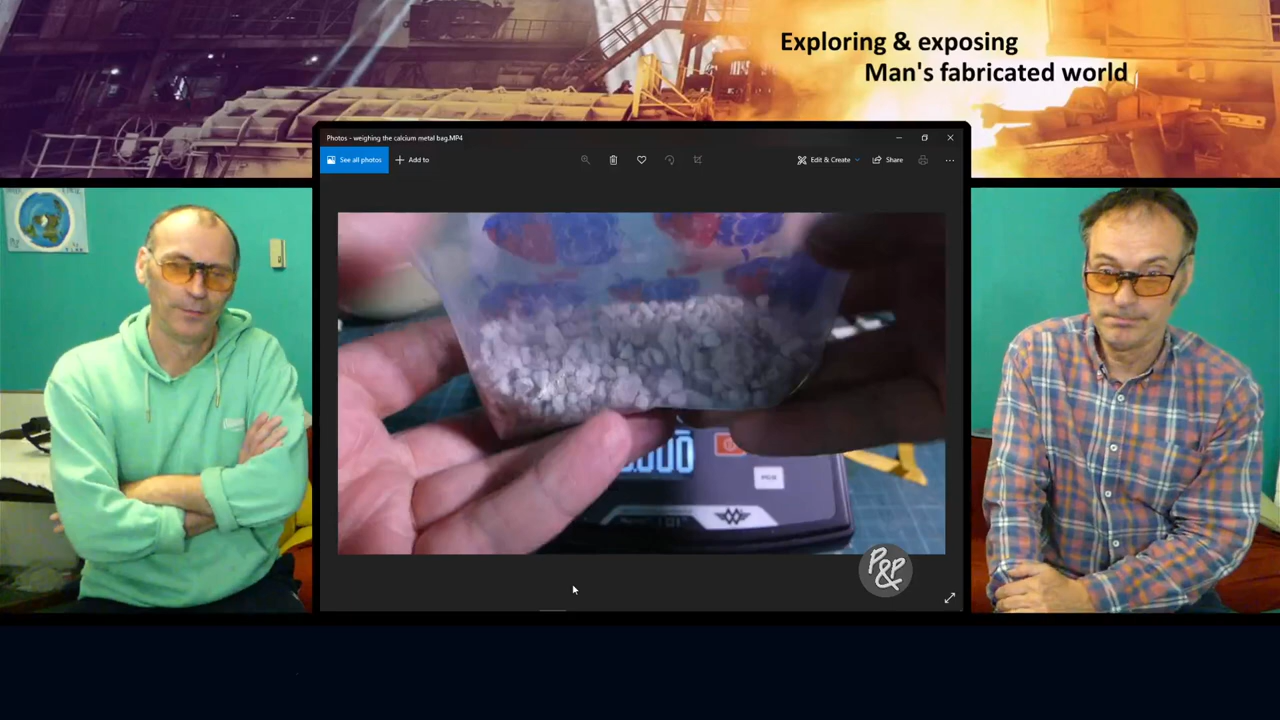 Exploring & exposing
Man's fabricated world
Photos - weighing the calcium metal bag.MP4
See all photos
Add to
Edit & Create
Share
P&P